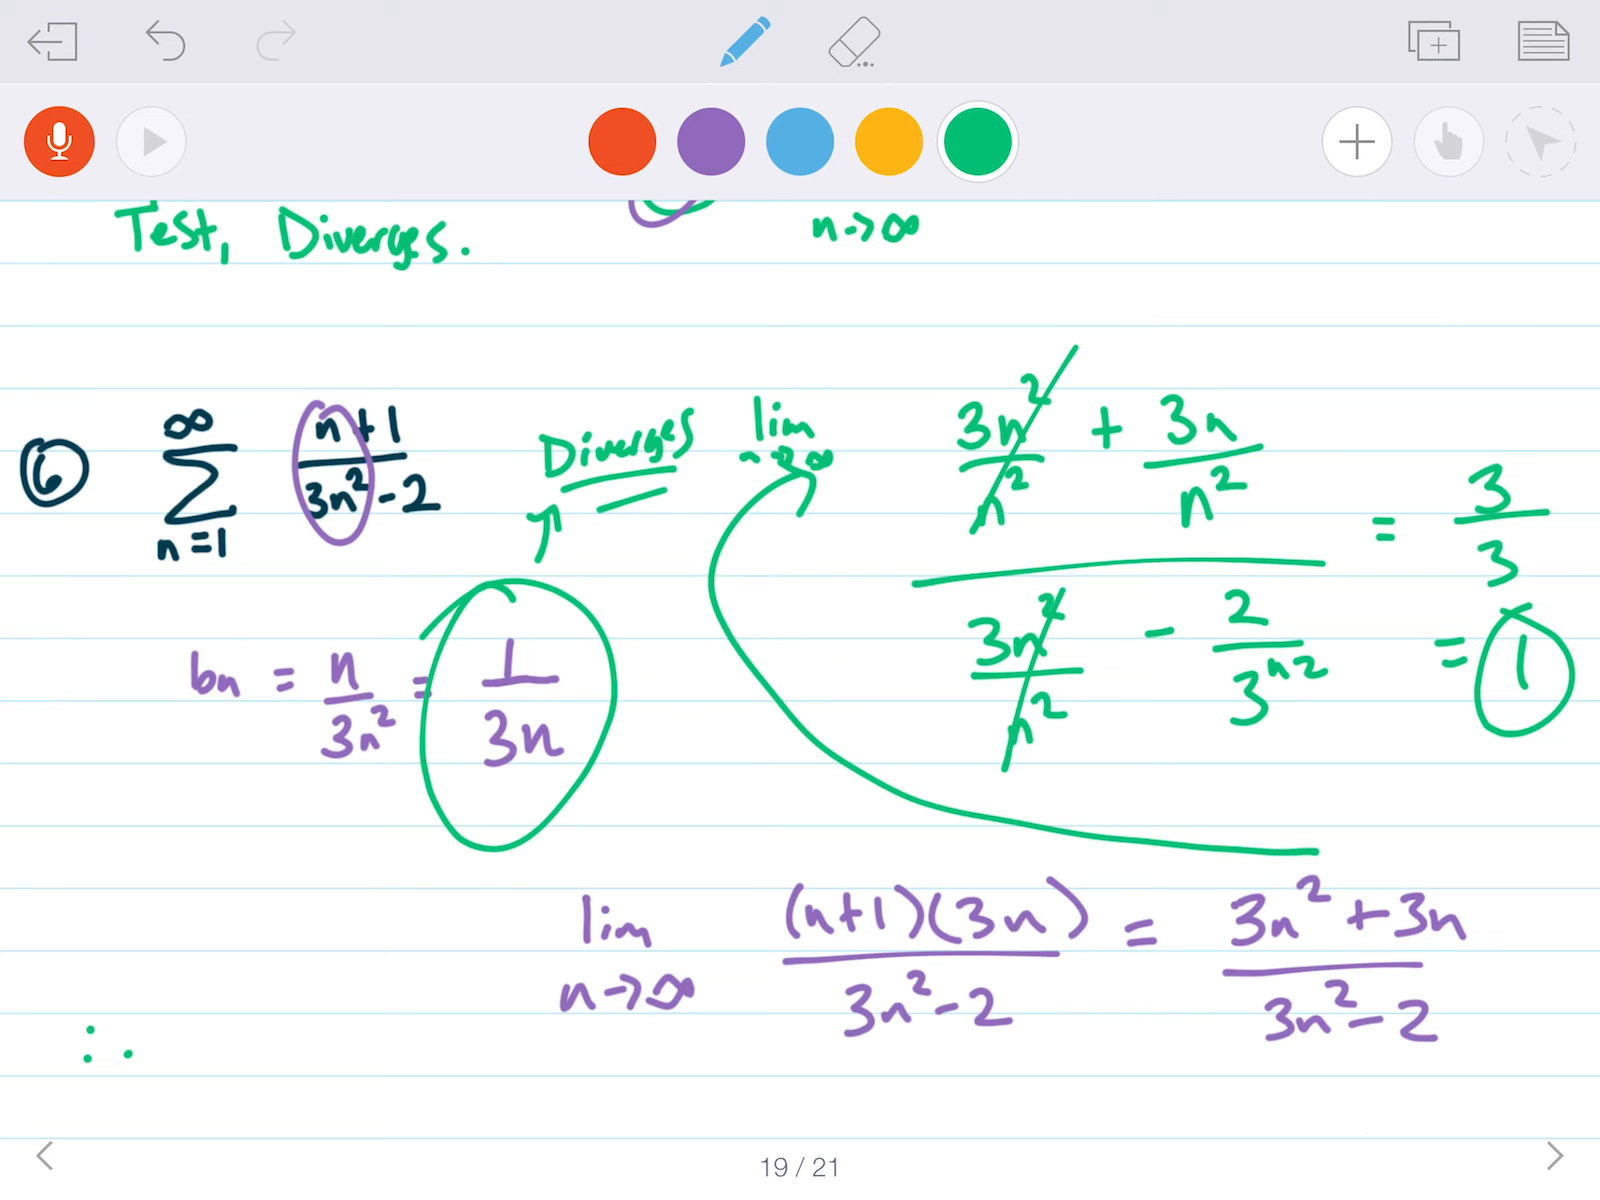 Test, Diverges.
n→∞
⑥ ∞ ∑ n=1 (n+1)/(3n²-2)
Diverges
lim n→∞ (3n²/n² + 3n/n²)/(3n²/n² - 2/3ⁿ²) = 3/3
= 1
bn = n/3n² = 1/3n
lim n→∞ (n+1)(3n)/(3n²-2) = (3n²+3n)/(3n²-2)
∴
19 / 21